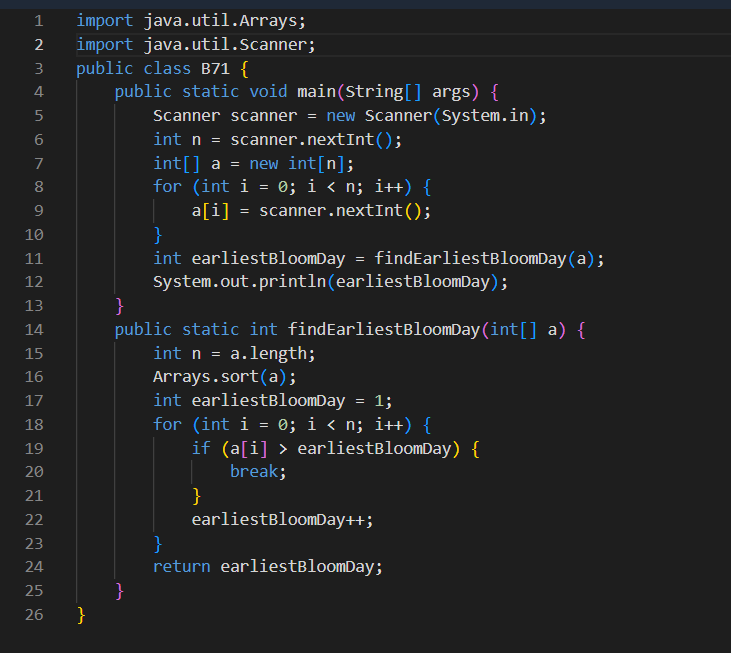 1 import java.util.Arrays;
2 import java.util.Scanner;
3 public class B71 {
4     public static void main(String[] args) {
5         Scanner scanner = new Scanner(System.in);
6         int n = scanner.nextInt();
7         int[] a = new int[n];
8         for (int i = 0; i < n; i++) {
9             a[i] = scanner.nextInt();
10         }
11         int earliestBloomDay = findEarliestBloomDay(a);
12         System.out.println(earliestBloomDay);
13     }
14     public static int findEarliestBloomDay(int[] a) {
15         int n = a.length;
16         Arrays.sort(a);
17         int earliestBloomDay = 1;
18         for (int i = 0; i < n; i++) {
19             if (a[i] > earliestBloomDay) {
20                 break;
21             }
22             earliestBloomDay++;
23         }
24         return earliestBloomDay;
25     }
26 }